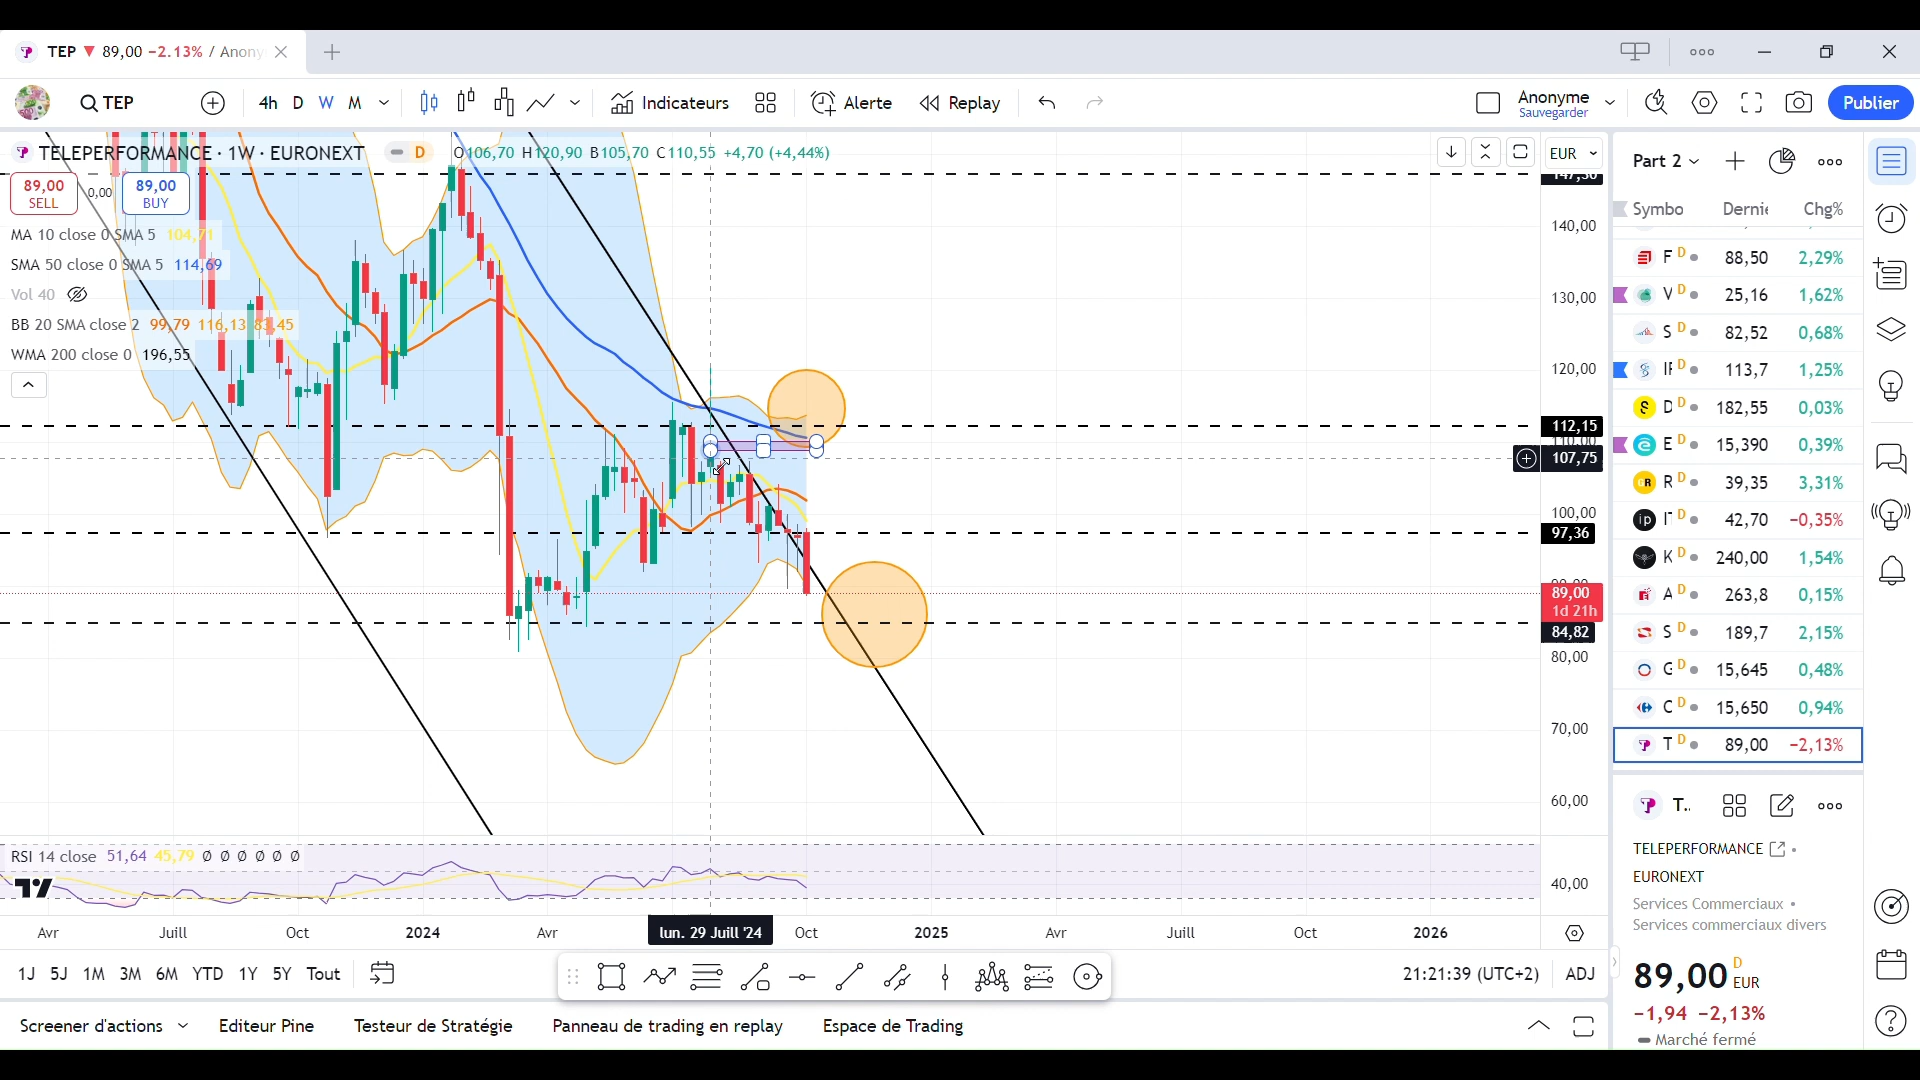 TEP ▼ 89,00 −2.13% / Anony
TEP
4h D W M
Indicateurs
Alerte
Replay
Anonyme
Sauvegarder
Publier
TELEPERFORMANCE · 1W · EURONEXT
D
O106,70 H120,90 B105,70 C110,55 +4,70 (+4,44%)
EUR
89,00
SELL
0,00
89,00
BUY
MA 10 close 0 SMA 5 104,71
SMA 50 close 0 SMA 5 114,69
Vol 40
BB 20 SMA close 2 99,79 116,13 83,45
WMA 200 close 0 196,55
140,00
130,00
120,00
112,15
110,00
107,75
100,00
97,36
89,00
1d 21h
84,82
80,00
70,00
60,00
RSI 14 close 51,64 45,79 Ø Ø Ø Ø Ø Ø
40,00
Avr Juill Oct 2024 Avr lun. 29 Juill '24 Oct 2025 Avr Juill Oct 2026
1J 5J 1M 3M 6M YTD 1Y 5Y Tout
21:21:39 (UTC+2) ADJ
Screener d'actions
Editeur Pine
Testeur de Stratégie
Panneau de trading en replay
Espace de Trading
Part 2
Symbo Dernie Chg%
F D 88,50 2,29%
V D 25,16 1,62%
S D 82,52 0,68%
D 113,7 1,25%
D D 182,55 0,03%
E D 15,390 0,39%
R D 39,35 3,31%
D 42,70 −0,35%
K D 240,00 1,54%
A D 263,8 0,15%
S D 189,7 2,15%
G D 15,645 0,48%
C D 15,650 0,94%
T D 89,00 −2,13%
T..
TELEPERFORMANCE
EURONEXT
Services Commerciaux •
Services commerciaux divers
89,00 D EUR
−1,94 −2,13%
Marché fermé